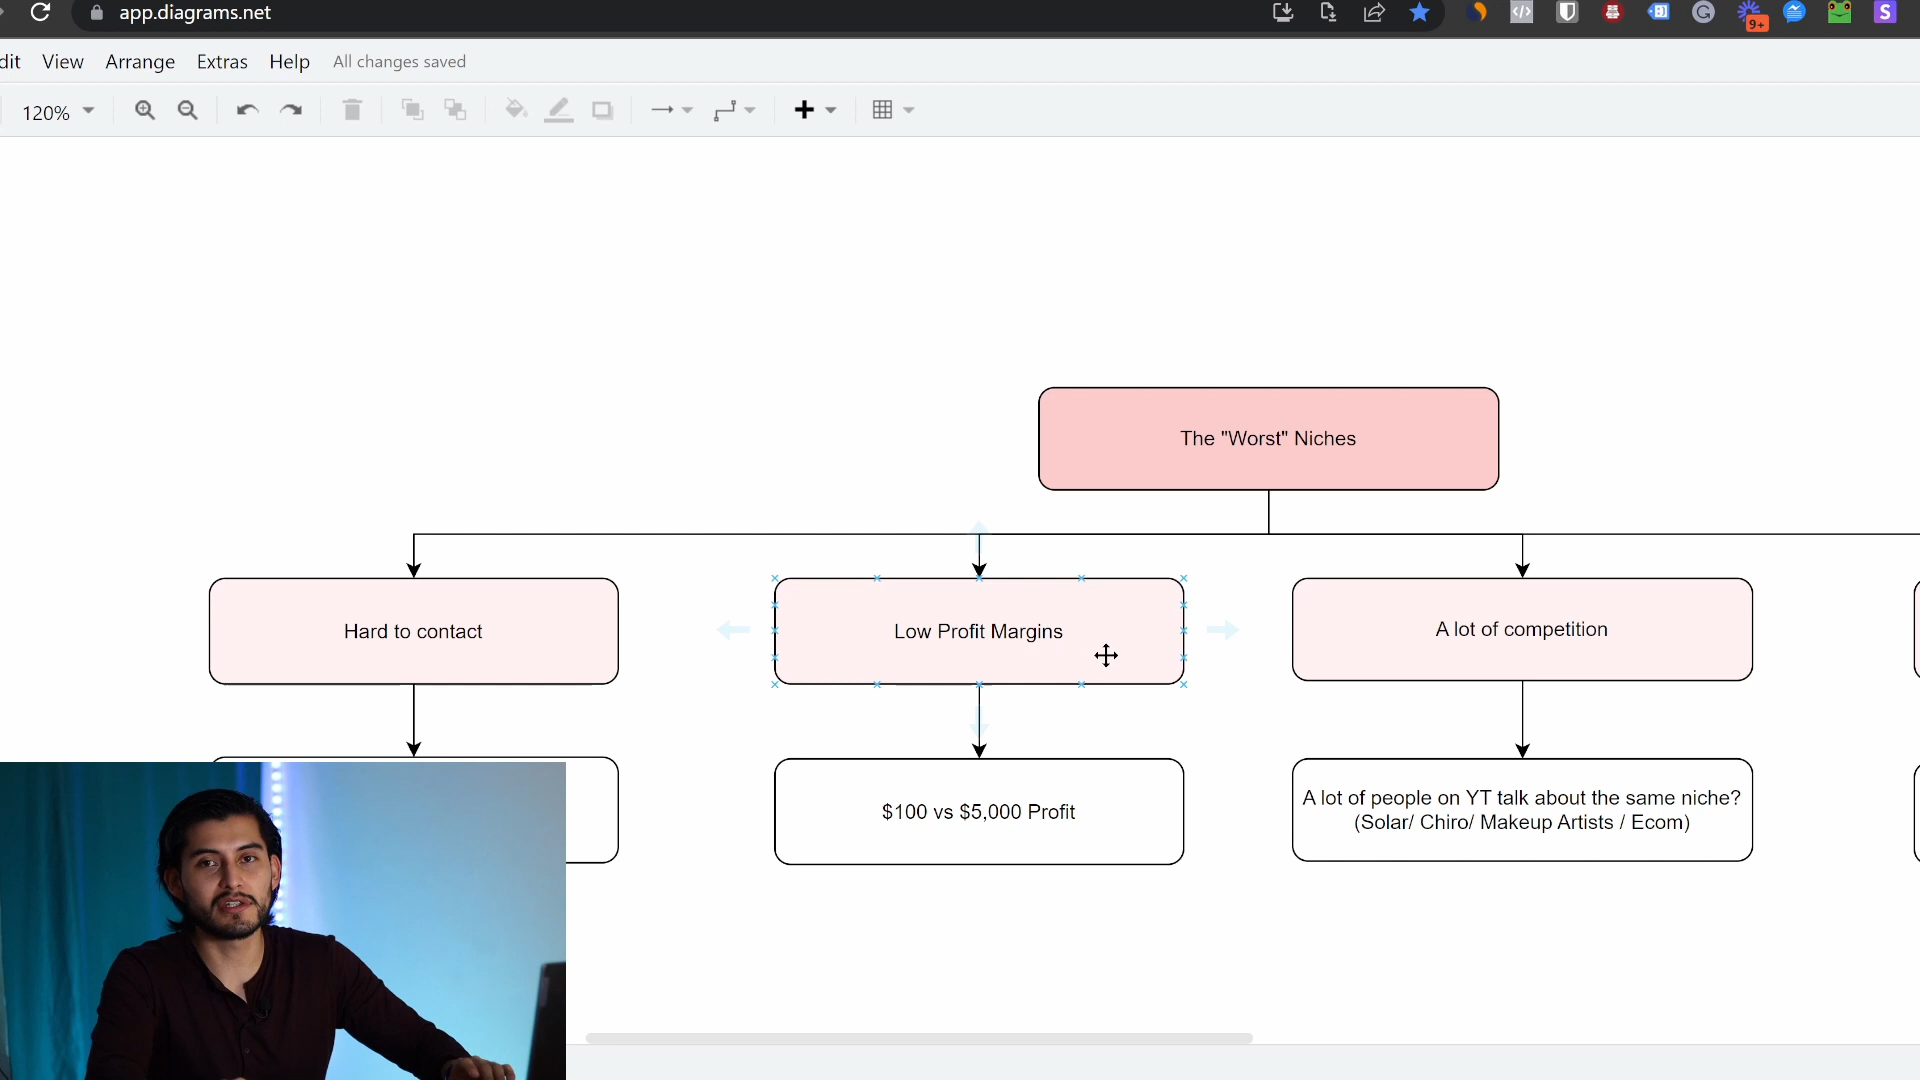 app.diagrams.net
9+
S
dit View Arrange Extras Help All changes saved
120%
The "Worst" Niches
Hard to contact
Low Profit Margins
A lot of competition
$100 vs $5,000 Profit
A lot of people on YT talk about the same niche?
(Solar/ Chiro/ Makeup Artists / Ecom)